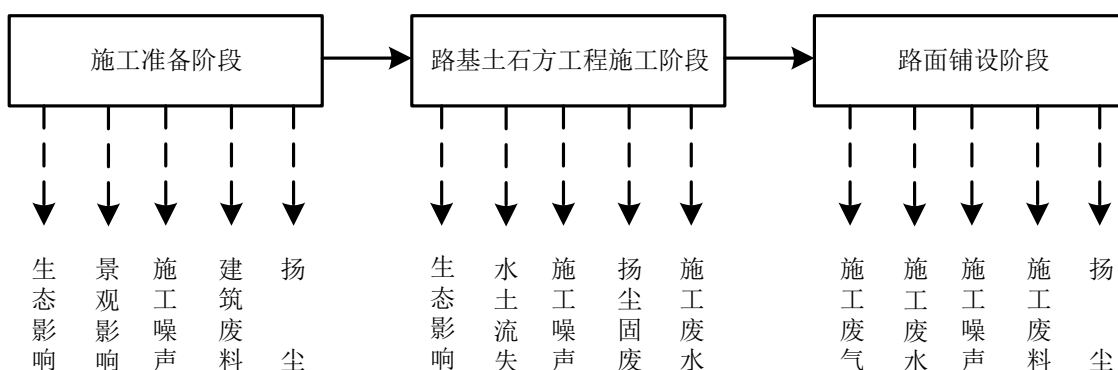 施工准备阶段
路基土石方工程施工阶段
路面铺设阶段
生态影响
景观影响
施工噪声
建筑废料
扬尘
生态影响
水土流失
施工噪声
扬尘固废
施工废水
施工废气
施工废水
施工噪声
施工废料
扬尘